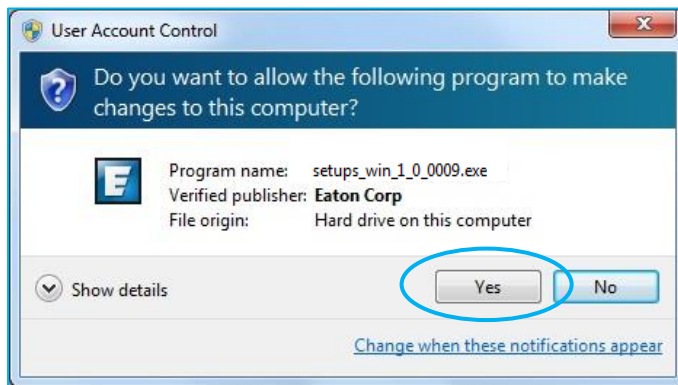 User Account Control
Do you want to allow the following program to make
changes to this computer?
Program name: setups_win_1_0_0009.exe
Verified publisher: Eaton Corp
File origin: Hard drive on this computer
Show details
Yes
No
Change when these notifications appear